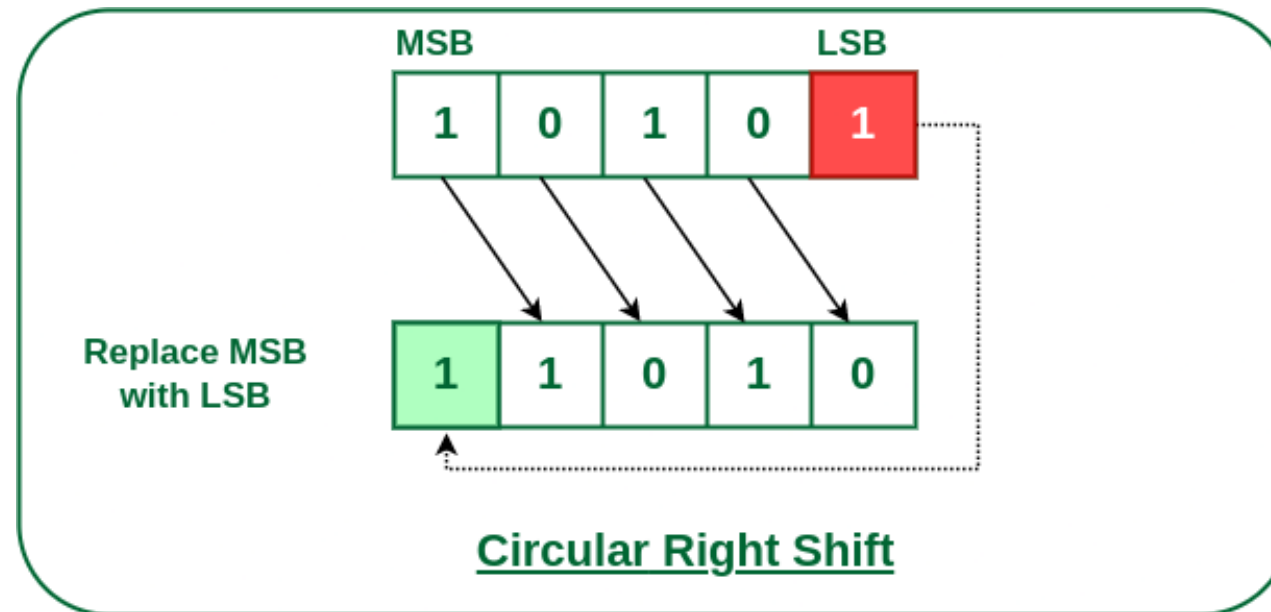 MSB LSB
1 0 1 0 1
Replace MSB
with LSB
1 1 0 1 0
Circular Right Shift